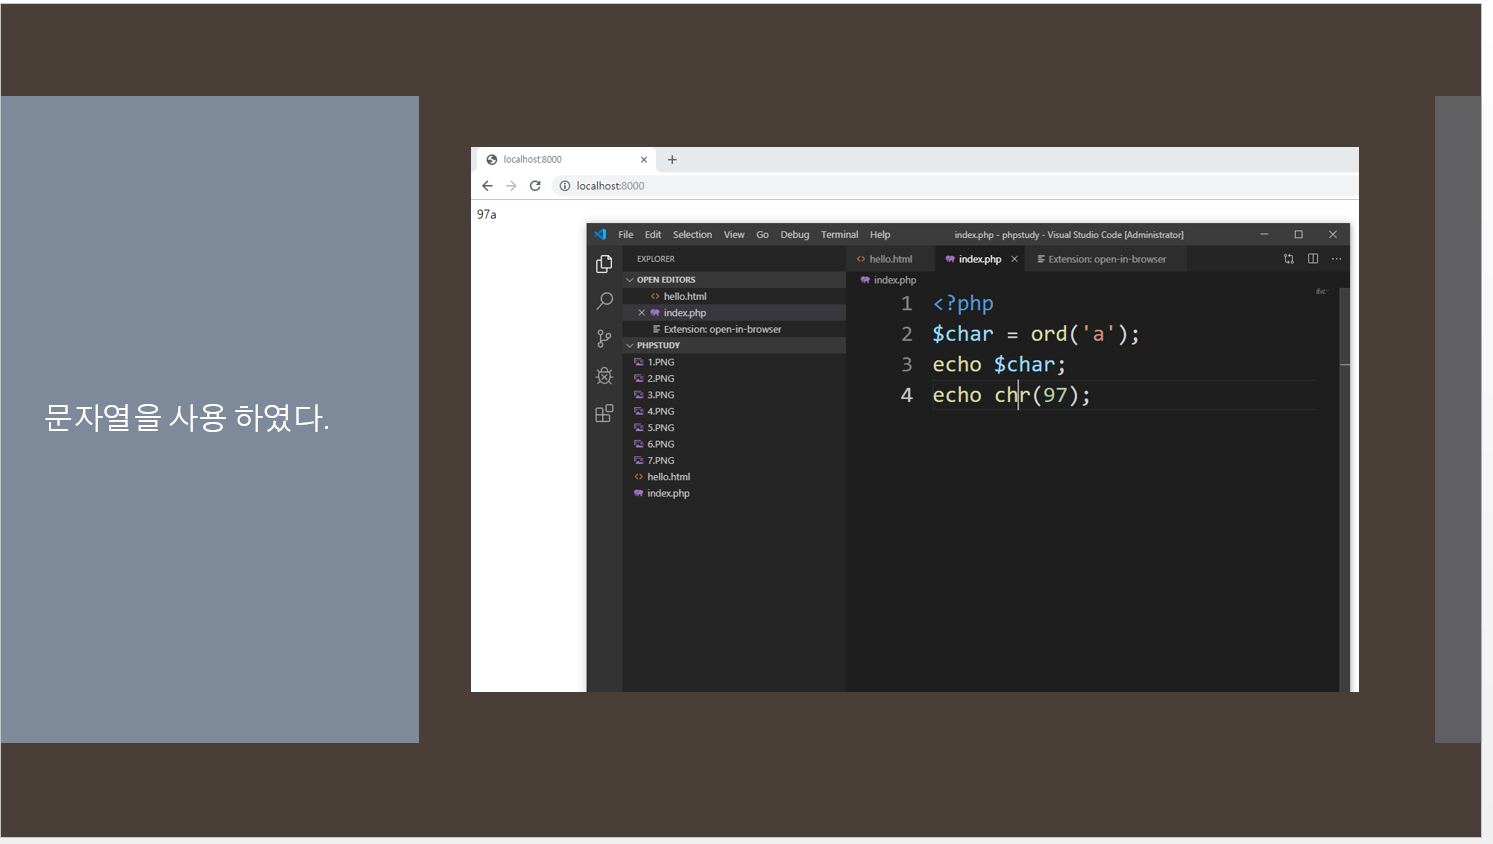 문자열을 사용 하였다.
localhost:8000
localhost:8000
97a
File Edit Selection View Go Debug Terminal Help
index.php - phpstudy - Visual Studio Code [Administrator]
EXPLORER
OPEN EDITORS
hello.html
index.php
Extension: open-in-browser
PHPSTUDY
1.PNG
2.PNG
3.PNG
4.PNG
5.PNG
6.PNG
7.PNG
hello.html
index.php
hello.html
index.php
Extension: open-in-browser
index.php
1 <?php
2 $char = ord('a');
3 echo $char;
4 echo chr(97);